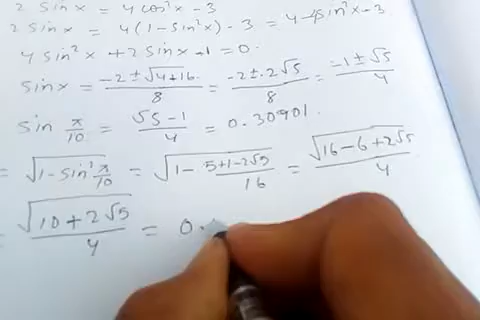 2 sin x = 4 cos²x - 3
2 sin x = 4(1 - sin²x) - 3 = 4 - 4 sin²x - 3
4 sin²x + 2 sin x - 1 = 0.
sin x = (-2 ± √(4+16))/8 = (-2 ± 2√5)/8 = (-1 ± √5)/4
sin π/10 = (√5 - 1)/4 = 0.30901.
= √(1 - sin² π/10) = √(1 - (5+1-2√5)/16) = √(16 - 6 + 2√5)/4
= √(10 + 2√5)/4 = 0.